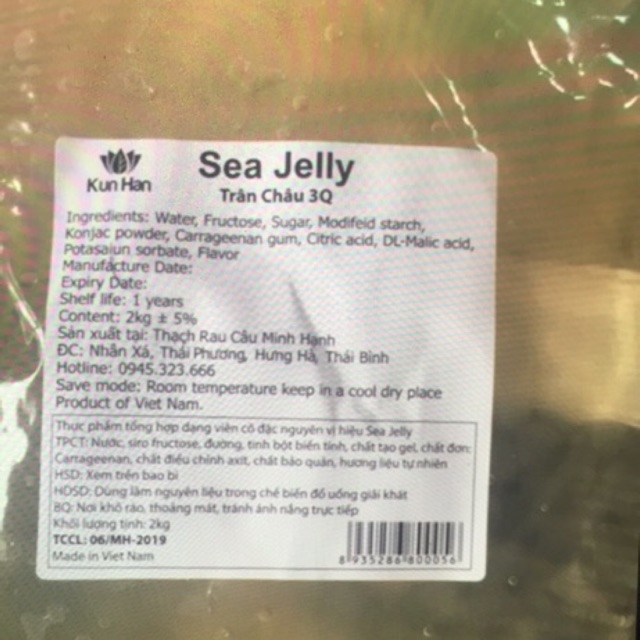 Kun Han
Sea Jelly
Trân Châu 3Q
Ingredients: Water, Fructose, Sugar, Modifeid starch,
Konjac powder, Carrageenan gum, Citric acid, DL-Malic acid,
Potasaiun sorbate, Flavor
Manufacture Date:
Expiry Date:
Shelf life: 1 years
Content: 2kg ± 5%
Sản xuất tại: Thạch Rau Câu Minh Hạnh
ĐC: Nhân Xá, Thái Phương, Hưng Hà, Thái Bình
Hotline: 0945.323.666
Save mode: Room temperature keep in a cool dry place
Product of Viet Nam.
Thực phẩm tổng hợp dạng viên cô đặc nguyên vị hiệu Sea Jelly
TPCT: Nước, siro fructose, đường, tinh bột biến tính, chất tạo gel, chất độn:
Carrageenan, chất điều chỉnh axit, chất bảo quản, hương liệu tự nhiên
HSD: Xem trên bao bì
HDSD: Dùng làm nguyên liệu trong chế biến đồ uống giải khát
BQ: Nơi khô ráo, thoáng mát, tránh ánh nắng trực tiếp
Khối lượng tịnh: 2kg
TCCL: 06/MH-2019
Made in Viet Nam
8 935286 800056